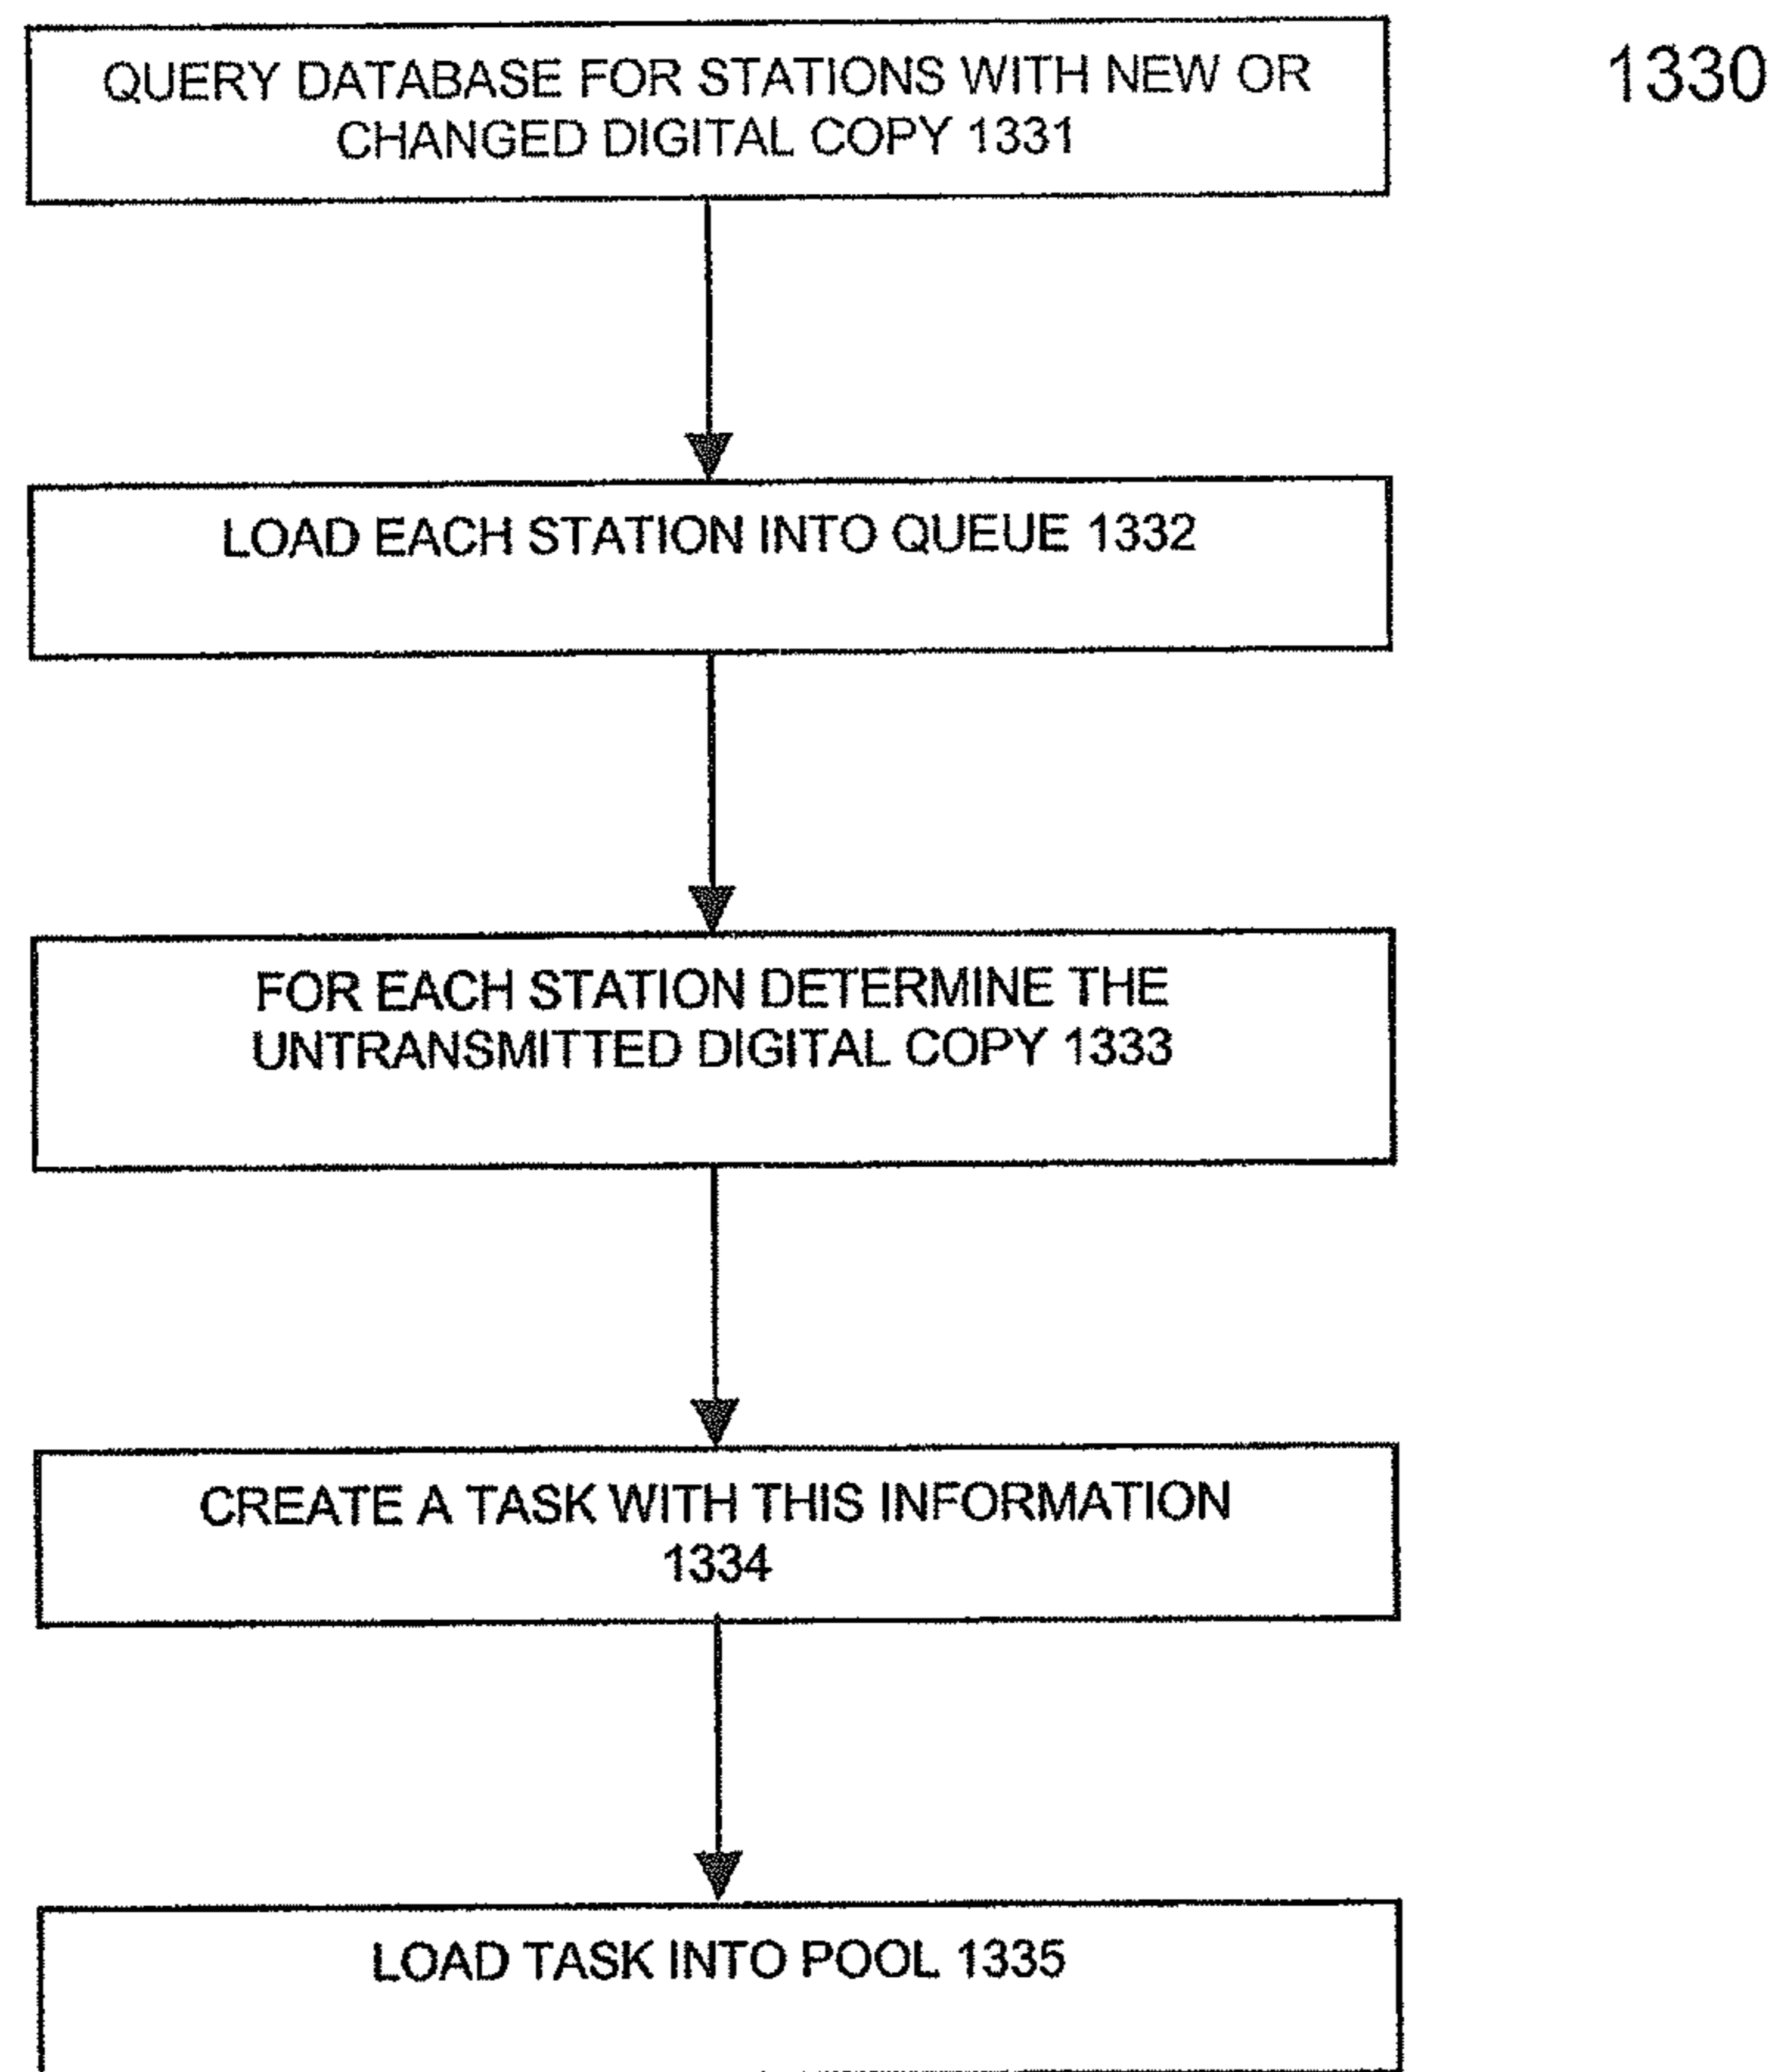 QUERY DATABASE FOR STATIONS WITH NEW OR
CHANGED DIGITAL COPY 1331
1330
LOAD EACH STATION INTO QUEUE 1332
FOR EACH STATION DETERMINE THE
UNTRANSMITTED DIGITAL COPY 1333
CREATE A TASK WITH THIS INFORMATION
1334
LOAD TASK INTO POOL 1335